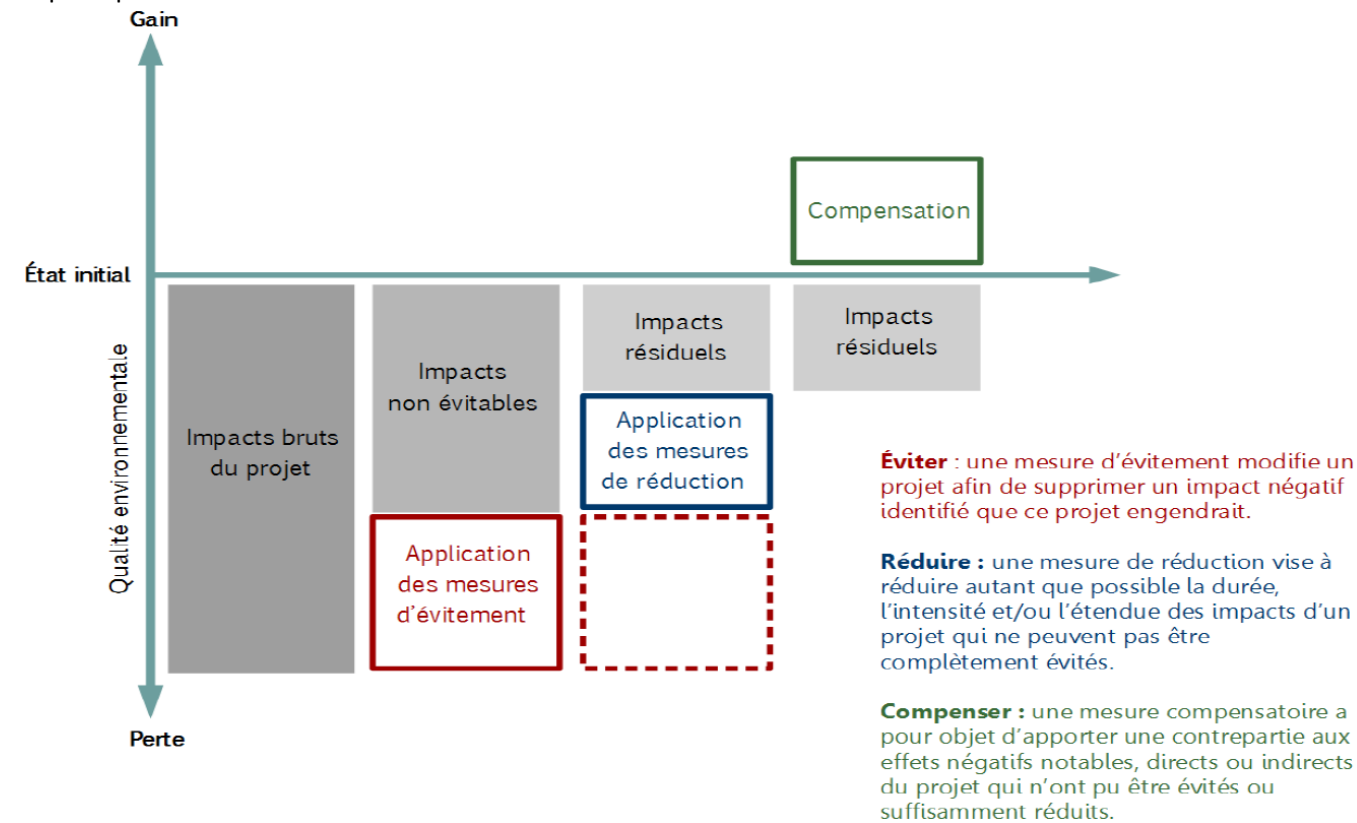 Gain
Compensation
État initial
Qualité environnementale
Impacts bruts
du projet
Impacts
non évitables
Application
des mesures
d'évitement
Impacts
résiduels
Application
des mesures
de réduction
Impacts
résiduels
Perte
Éviter : une mesure d'évitement modifie un
projet afin de supprimer un impact négatif
identifié que ce projet engendrait.
Réduire : une mesure de réduction vise à
réduire autant que possible la durée,
l'intensité et/ou l'étendue des impacts d'un
projet qui ne peuvent pas être
complètement évités.
Compenser : une mesure compensatoire a
pour objet d'apporter une contrepartie aux
effets négatifs notables, directs ou indirects
du projet qui n'ont pu être évités ou
suffisamment réduits.